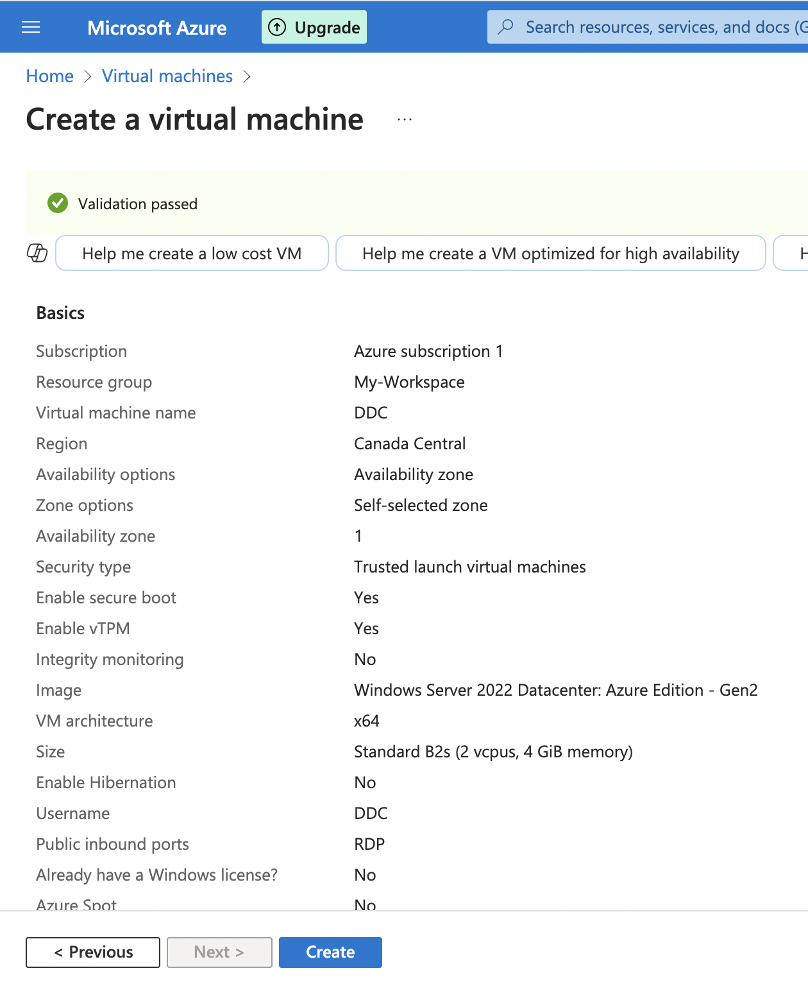 Microsoft Azure Upgrade Search resources, services, and docs (G
Home > Virtual machines >
Create a virtual machine ...
Validation passed
Help me create a low cost VM Help me create a VM optimized for high availability H
Basics
Subscription Azure subscription 1
Resource group My-Workspace
Virtual machine name DDC
Region Canada Central
Availability options Availability zone
Zone options Self-selected zone
Availability zone 1
Security type Trusted launch virtual machines
Enable secure boot Yes
Enable vTPM Yes
Integrity monitoring No
Image Windows Server 2022 Datacenter: Azure Edition - Gen2
VM architecture x64
Size Standard B2s (2 vcpus, 4 GiB memory)
Enable Hibernation No
Username DDC
Public inbound ports RDP
Already have a Windows license? No
Azure Spot No
< Previous Next > Create